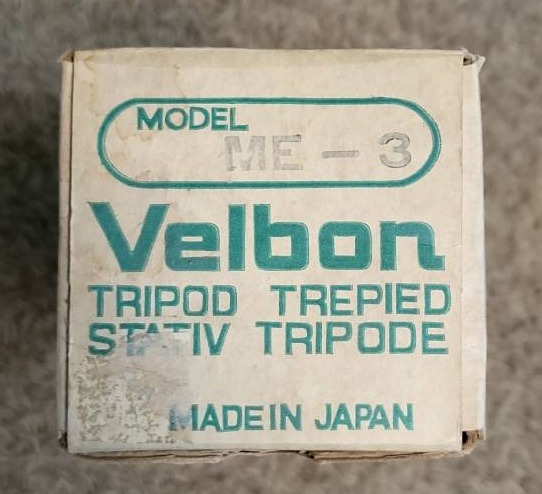 MODEL
ME-3
Velbon
TRIPOD TREPIED
STATIV TRIPODE
MADE IN JAPAN